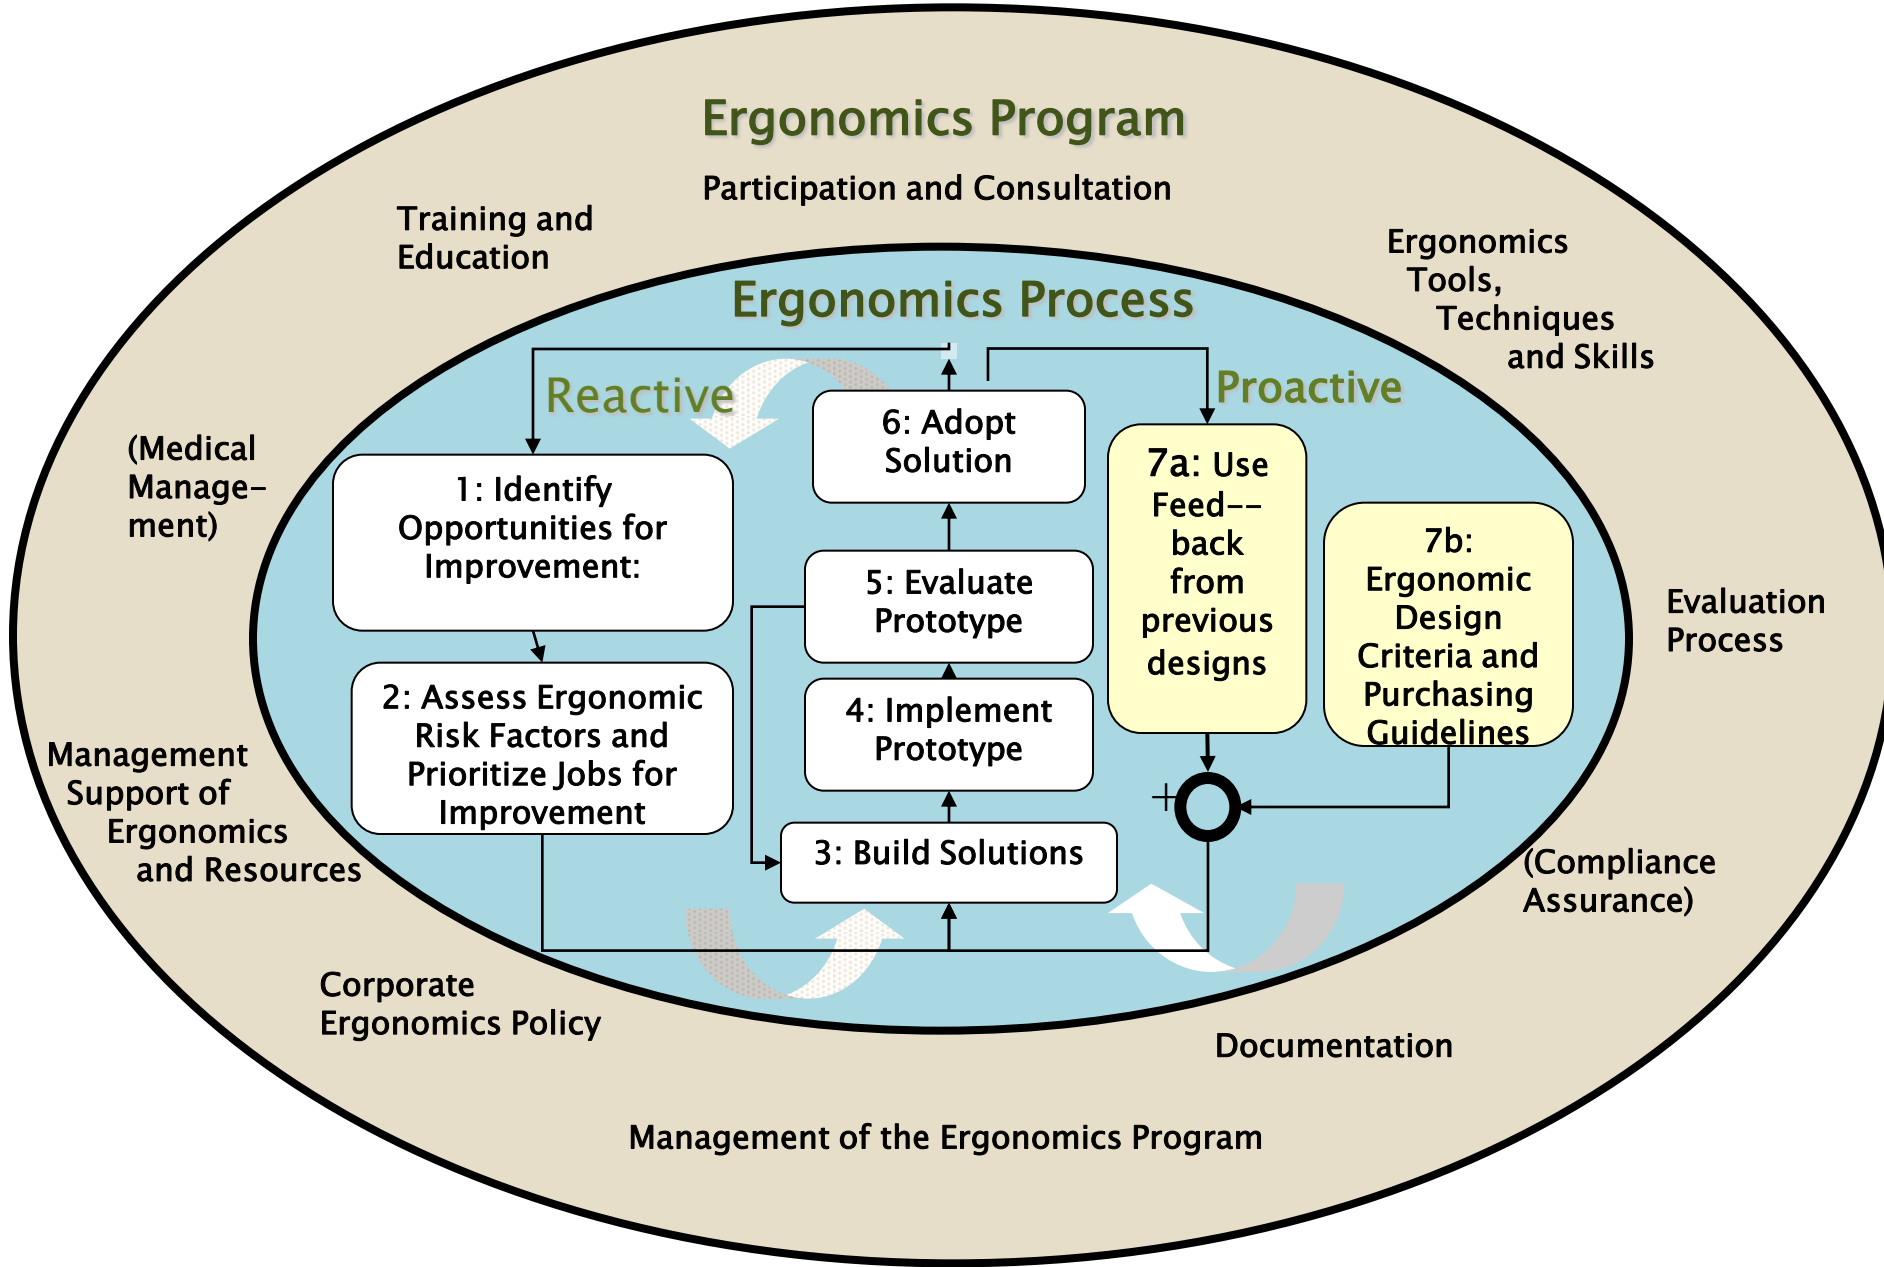 Ergonomics Program
Participation and Consultation
Training and
Education
Ergonomics
Tools,
Techniques
and Skills
(Medical
Manage-
ment)
Management
Support of
Ergonomics
and Resources
Corporate
Ergonomics Policy
Management of the Ergonomics Program
Documentation
(Compliance
Assurance)
Evaluation
Process
Ergonomics Process
Reactive
Proactive
1: Identify
Opportunities for
Improvement:
2: Assess Ergonomic
Risk Factors and
Prioritize Jobs for
Improvement
6: Adopt
Solution
5: Evaluate
Prototype
4: Implement
Prototype
3: Build Solutions
7a: Use
Feed--
back
from
previous
designs
7b:
Ergonomic
Design
Criteria and
Purchasing
Guidelines
+